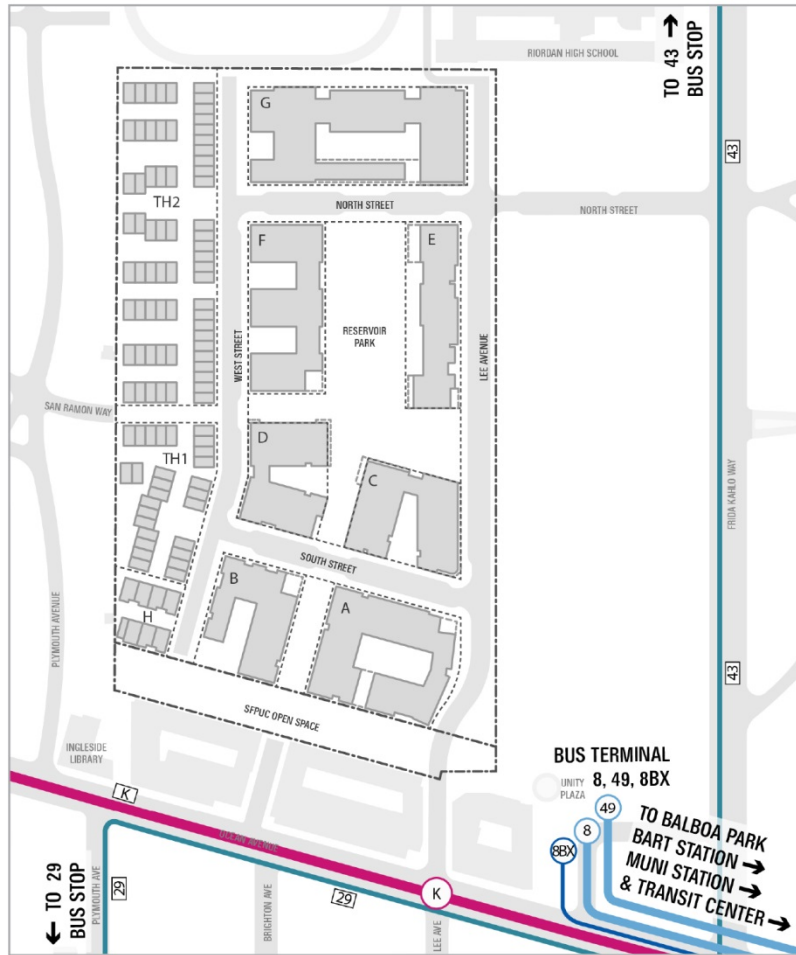 RIORDAN HIGH SCHOOL
TO 43 →
BUS STOP
43
G
TH2
NORTH STREET
NORTH STREET
F
E
RESERVOIR
PARK
WEST STREET
LEE AVENUE
SAN RAMON WAY
TH1
D
C
FRIDA KAHLO WAY
SOUTH STREET
B
A
H
PLYMOUTH AVENUE
43
SFPUC OPEN SPACE
INGLESIDE
LIBRARY
BUS TERMINAL
8, 49, 8BX
UNITY
PLAZA
K
49
8
8BX
OCEAN AVENUE
TO BALBOA PARK
BART STATION →
MUNI STATION →
& TRANSIT CENTER →
← TO 29
BUS STOP
PLYMOUTH AVE
29
29
K
BRIGHTON AVE
LEE AVE